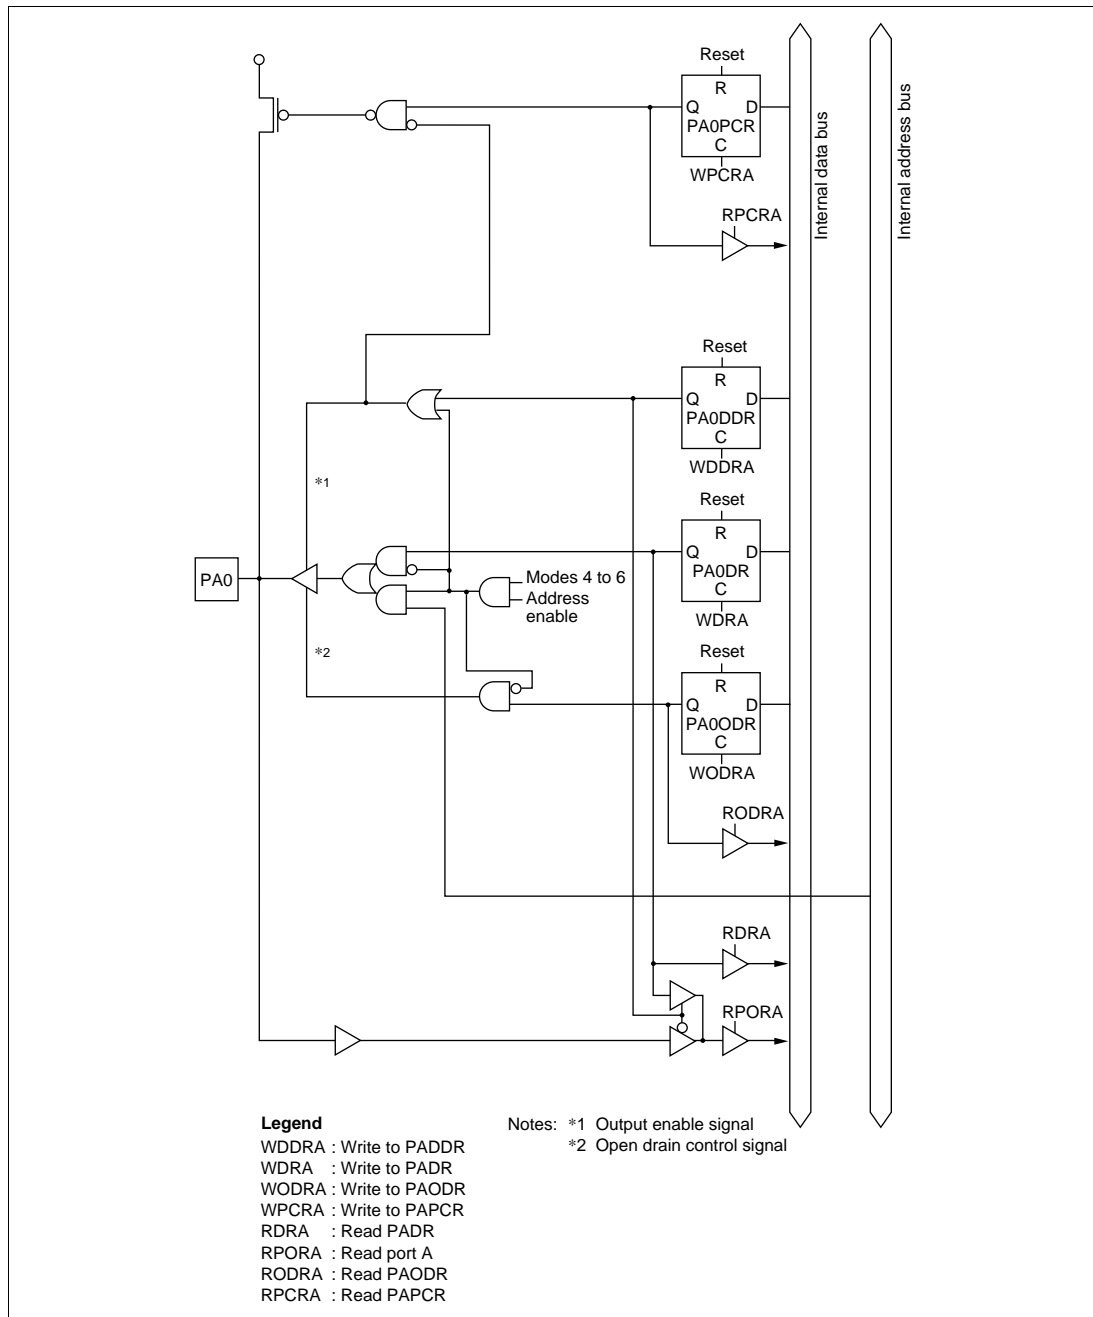 Reset
R
Q D
PA0PCR
C
WPCRA
RPCRA
Internal data bus
Internal address bus
Reset
R
Q D
PA0DDR
C
WDDRA
*1
Reset
R
Q D
PA0DR
C
WDRA
PA0
Modes 4 to 6
Address
enable
*2
Reset
R
Q D
PA0ODR
C
WODRA
RODRA
RDRA
RPORA
Legend
WDDRA : Write to PADDR
WDRA : Write to PADR
WODRA : Write to PAODR
WPCRA : Write to PAPCR
RDRA : Read PADR
RPORA : Read port A
RODRA : Read PAODR
RPCRA : Read PAPCR
Notes: *1 Output enable signal
*2 Open drain control signal